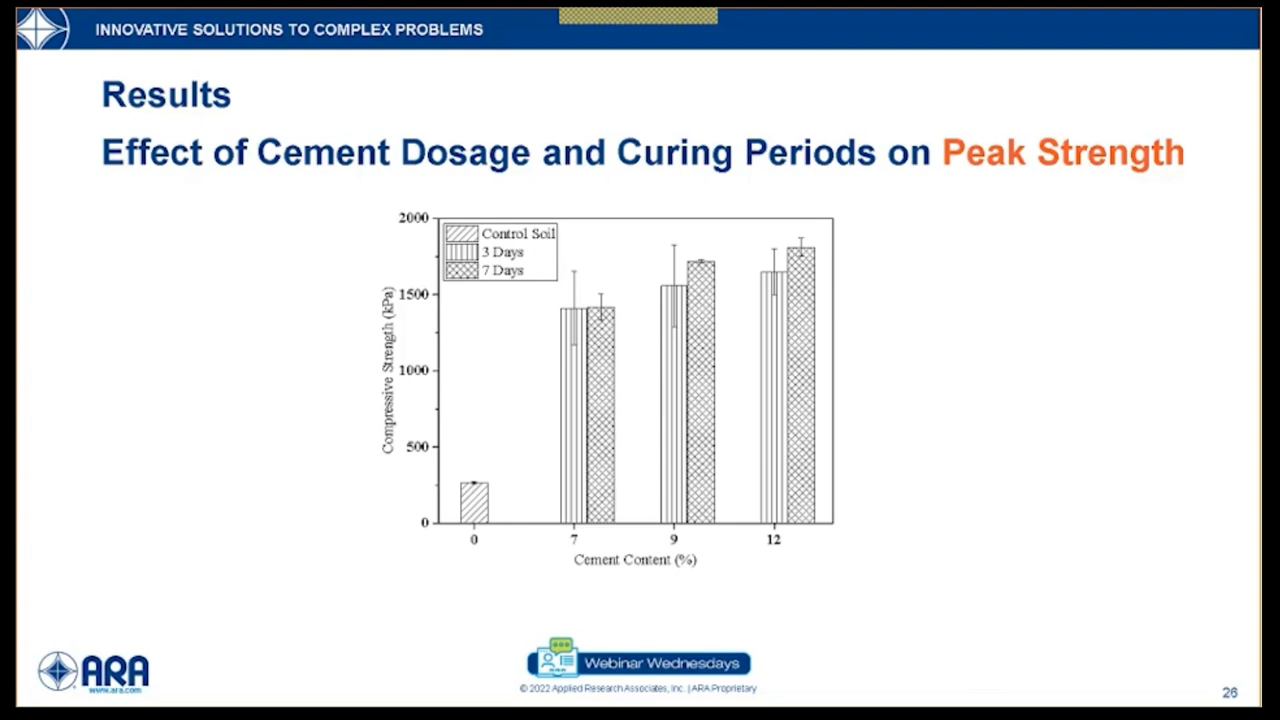 INNOVATIVE SOLUTIONS TO COMPLEX PROBLEMS
Results
Effect of Cement Dosage and Curing Periods on Peak Strength
2000
1500
1000
500
0
Compressive Strength (kPa)
Control Soil
3 Days
7 Days
0 7 9 12
Cement Content (%)
ARA
www.ara.com
Webinar Wednesdays
© 2022 Applied Research Associates, Inc. | ARA Proprietary
26